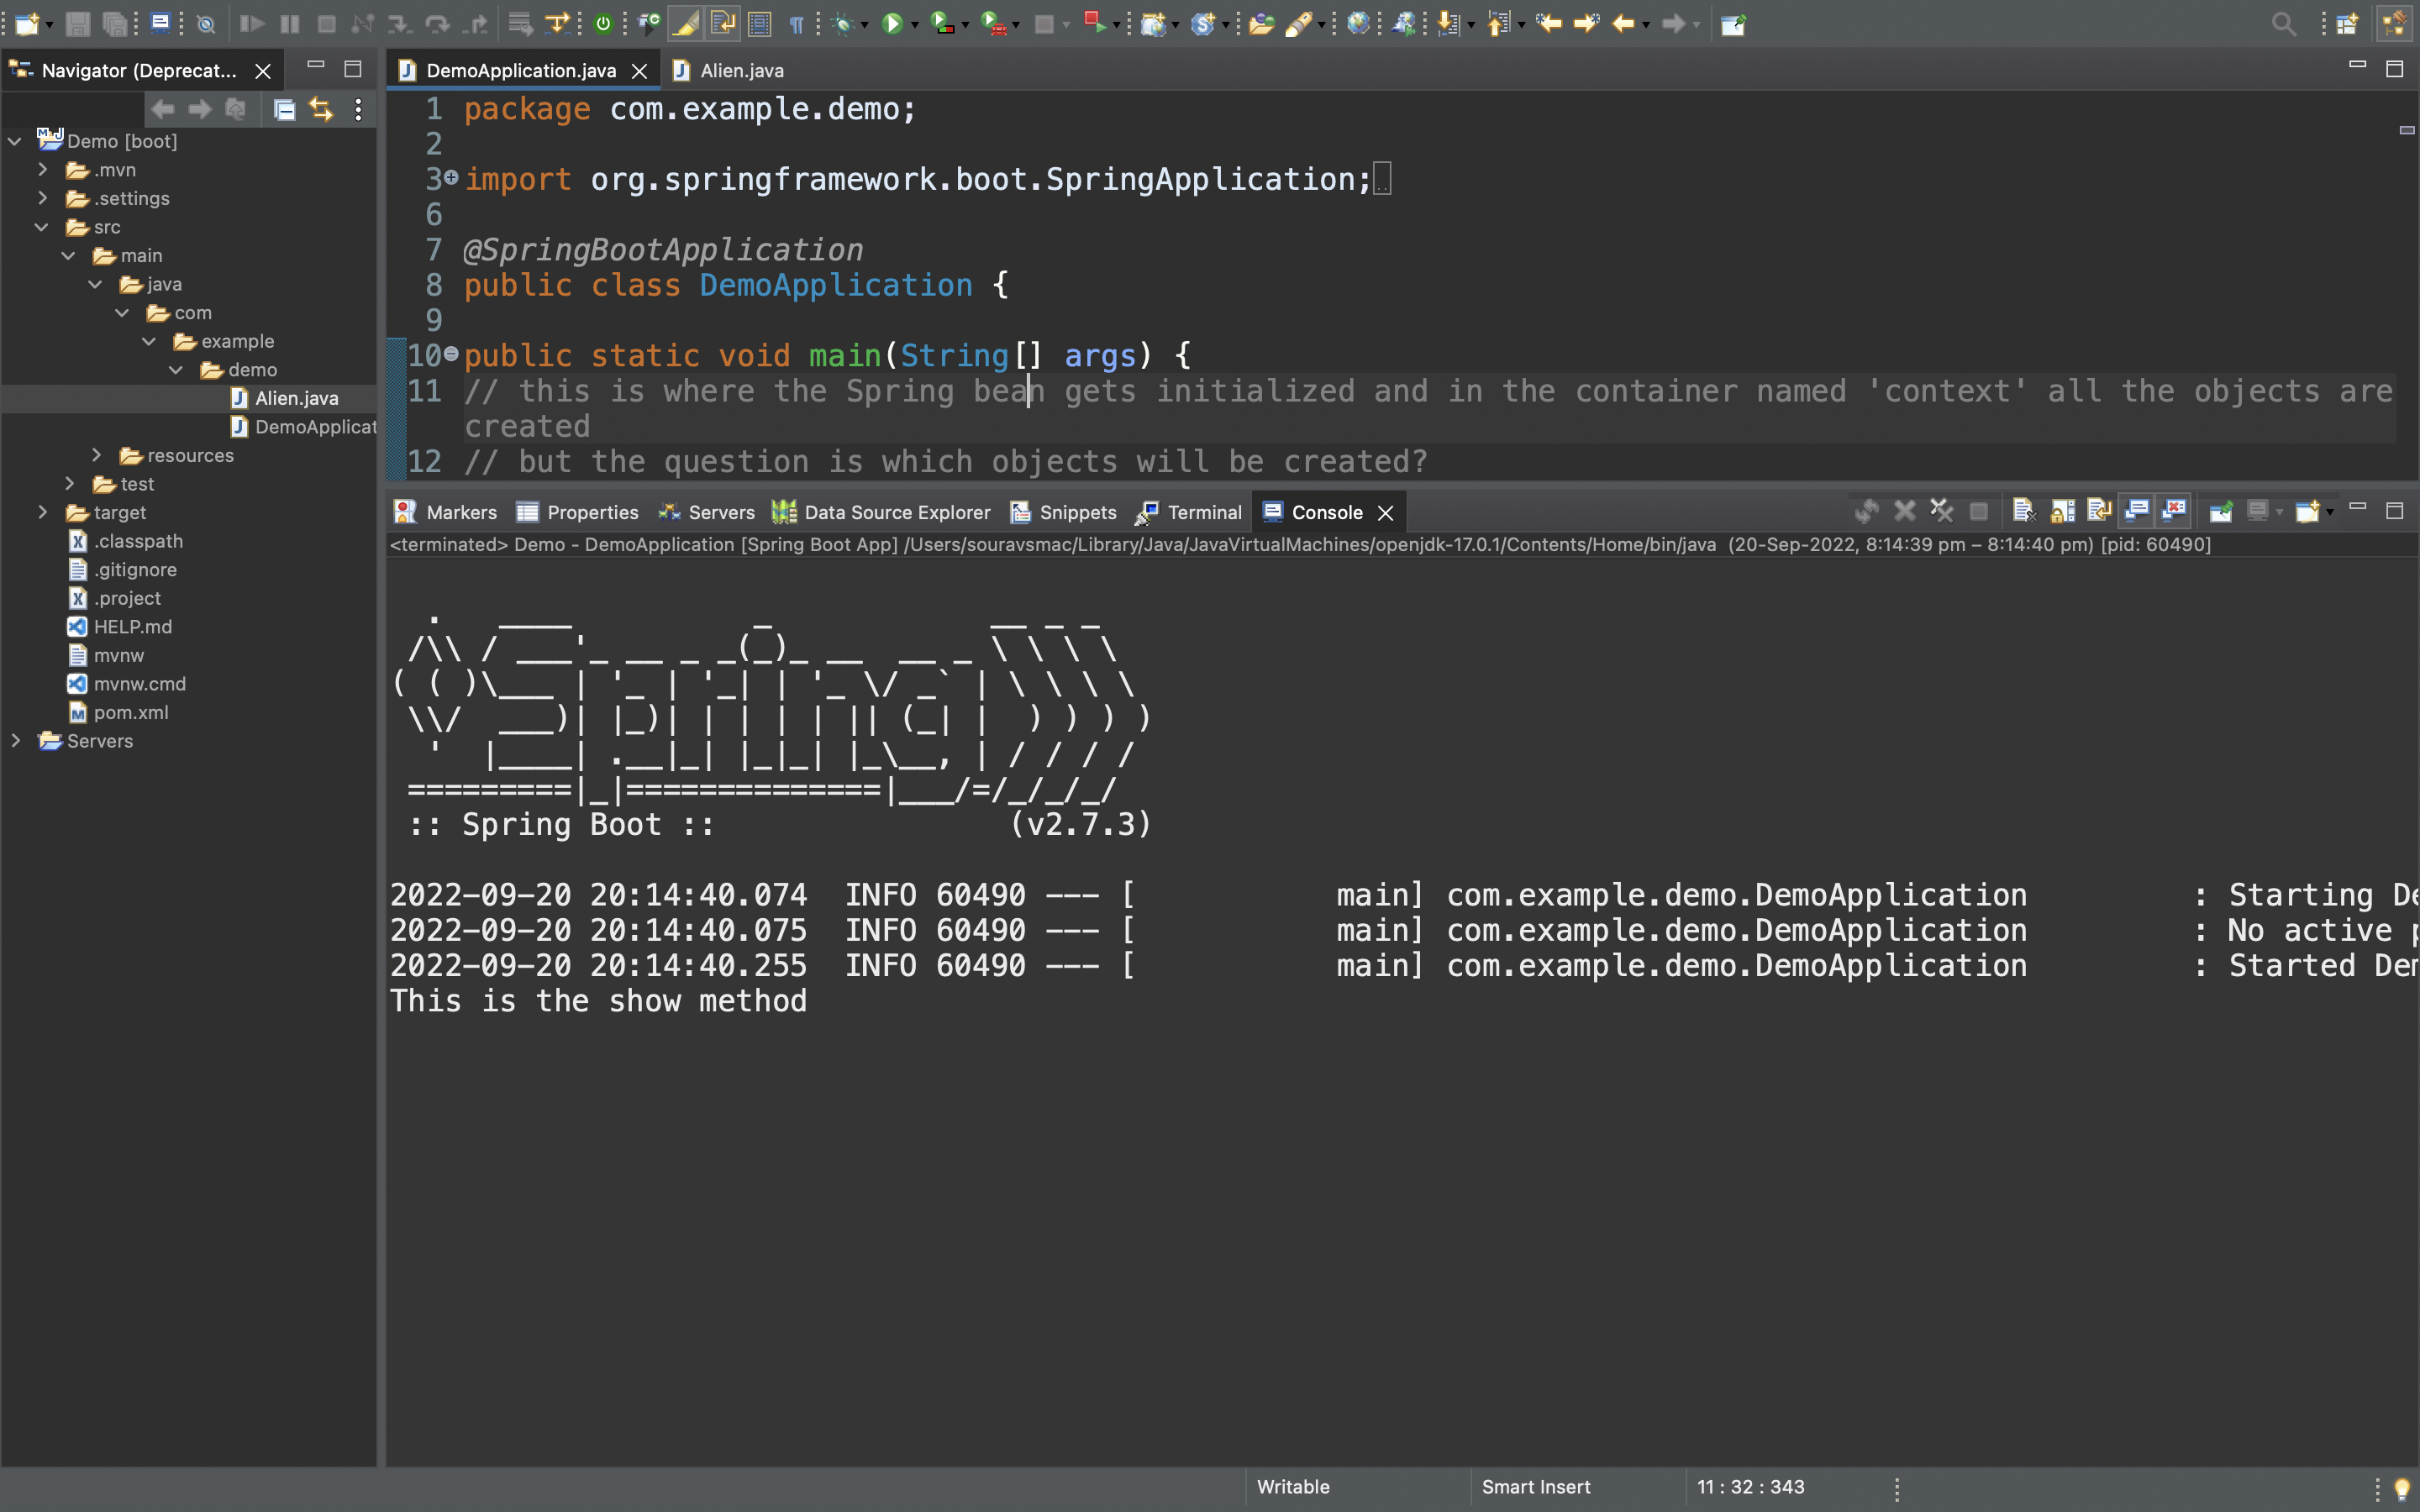 Navigator (Deprecat...
Demo [boot]
.mvn
.settings
src
main
java
com
example
demo
Alien.java
DemoApplicat
resources
test
target
.classpath
.gitignore
.project
HELP.md
mvnw
mvnw.cmd
pom.xml
Servers
DemoApplication.java Alien.java
1 package com.example.demo;
2
3 import org.springframework.boot.SpringApplication;
6
7 @SpringBootApplication
8 public class DemoApplication {
9
10 public static void main(String[] args) {
11 // this is where the Spring bean gets initialized and in the container named 'context' all the objects are
created
12 // but the question is which objects will be created?
Markers Properties Servers Data Source Explorer Snippets Terminal Console
<terminated> Demo - DemoApplication [Spring Boot App] /Users/souravsmac/Library/Java/JavaVirtualMachines/openjdk-17.0.1/Contents/Home/bin/java (20-Sep-2022, 8:14:39 pm – 8:14:40 pm) [pid: 60490]
  .   ____          _            __ _ _
 /\\ / ___'_ __ _ _(_)_ __  __ _ \ \ \ \
( ( )\___ | '_ | '_| | '_ \/ _` | \ \ \ \
 \\/  ___)| |_)| | | | | || (_| |  ) ) ) )
  '  |____| .__|_| |_|_| |_\__, | / / / /
 =========|_|==============|___/=/_/_/_/
 :: Spring Boot ::                (v2.7.3)
2022-09-20 20:14:40.074  INFO 60490 --- [           main] com.example.demo.DemoApplication         : Starting De
2022-09-20 20:14:40.075  INFO 60490 --- [           main] com.example.demo.DemoApplication         : No active p
2022-09-20 20:14:40.255  INFO 60490 --- [           main] com.example.demo.DemoApplication         : Started Dem
This is the show method
Writable Smart Insert 11 : 32 : 343